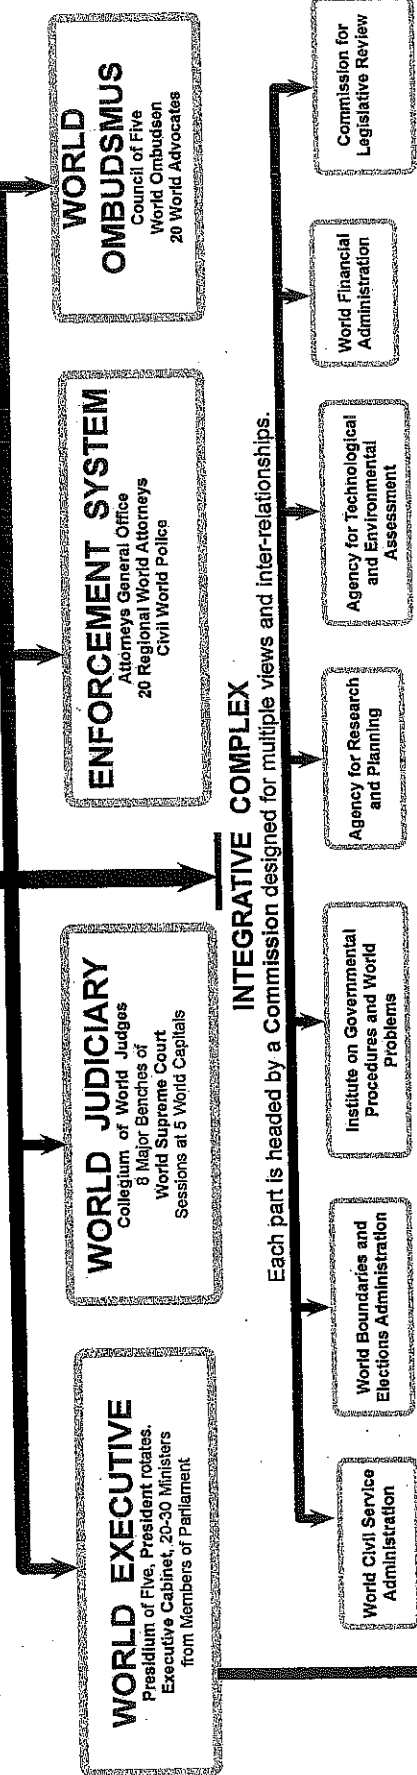 WORLD EXECUTIVE
Presidium of Five, President rotates.
Executive Cabinet, 20-30 Ministers
from Members of Parliament
WORLD JUDICIARY
Collegium of World Judges
8 Major Benches of
World Supreme Court
Sessions at 5 World Capitals
ENFORCEMENT SYSTEM
Attorneys General Office
20 Regional World Attorneys
Civil World Police
WORLD
OMBUDSMUS
Council of Five
World Ombudsen
20 World Advocates
INTEGRATIVE COMPLEX
Each part is headed by a Commission designed for multiple views and inter-relationships.
World Civil Service
Administration
World Boundaries and
Elections Administration
Institute on Governmental
Procedures and World
Problems
Agency for Research
and Planning
Agency for Technological
and Environmental
Assessment
World Financial
Administration
Commission for
Legislative Review